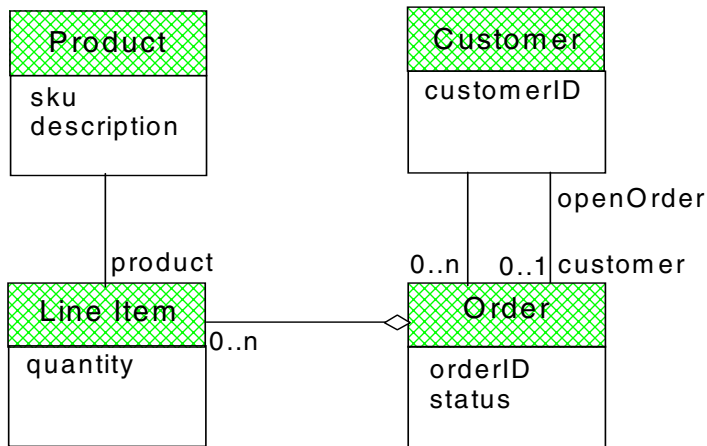 Product
sku
description
Customer
customerID
openOrder
product
0..n
0..1 customer
Line Item
quantity
0..n
Order
orderID
status